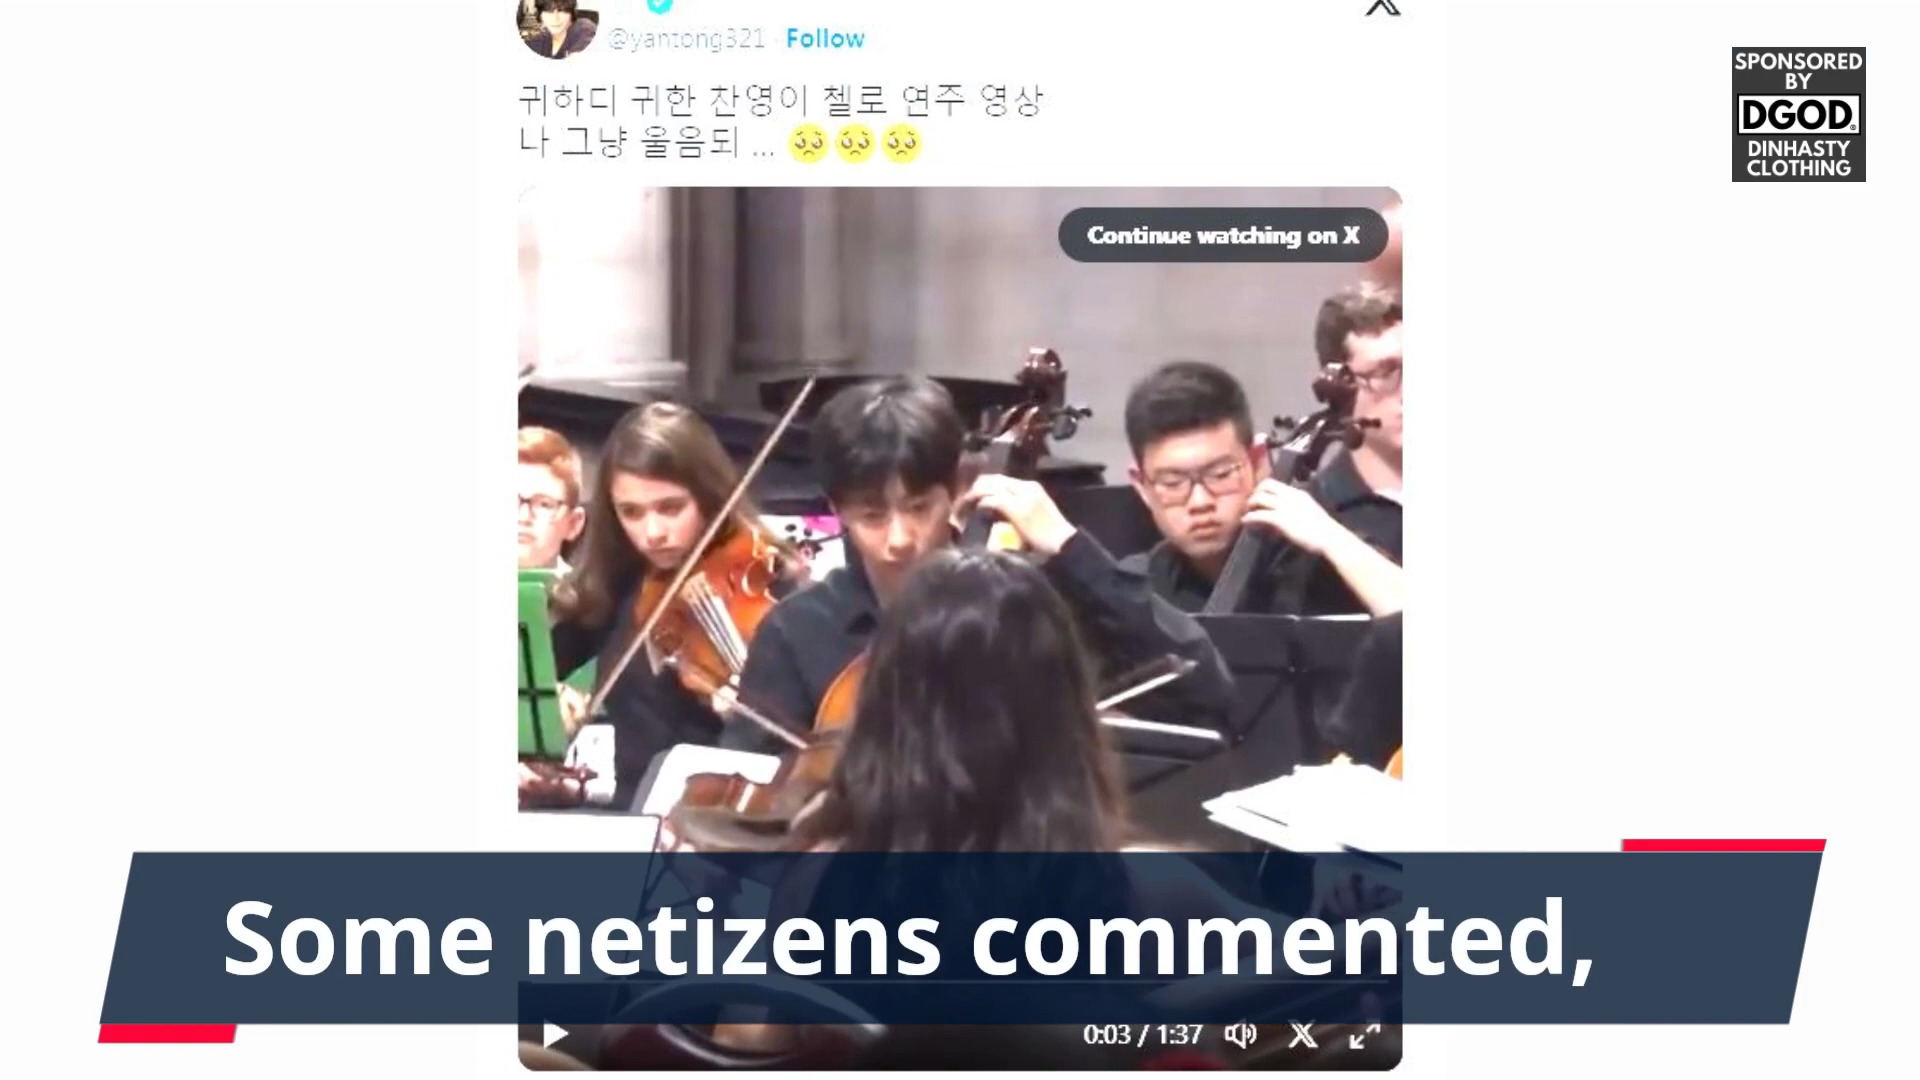 @yantong321 · Follow
귀하디 귀한 찬영이 첼로 연주 영상
나 그냥 울음되 ... 🥺🥺🥺
Continue watching on X
SPONSORED
BY
DGOD®
DINHASTY
CLOTHING
Some netizens commented,
0:03 / 1:37